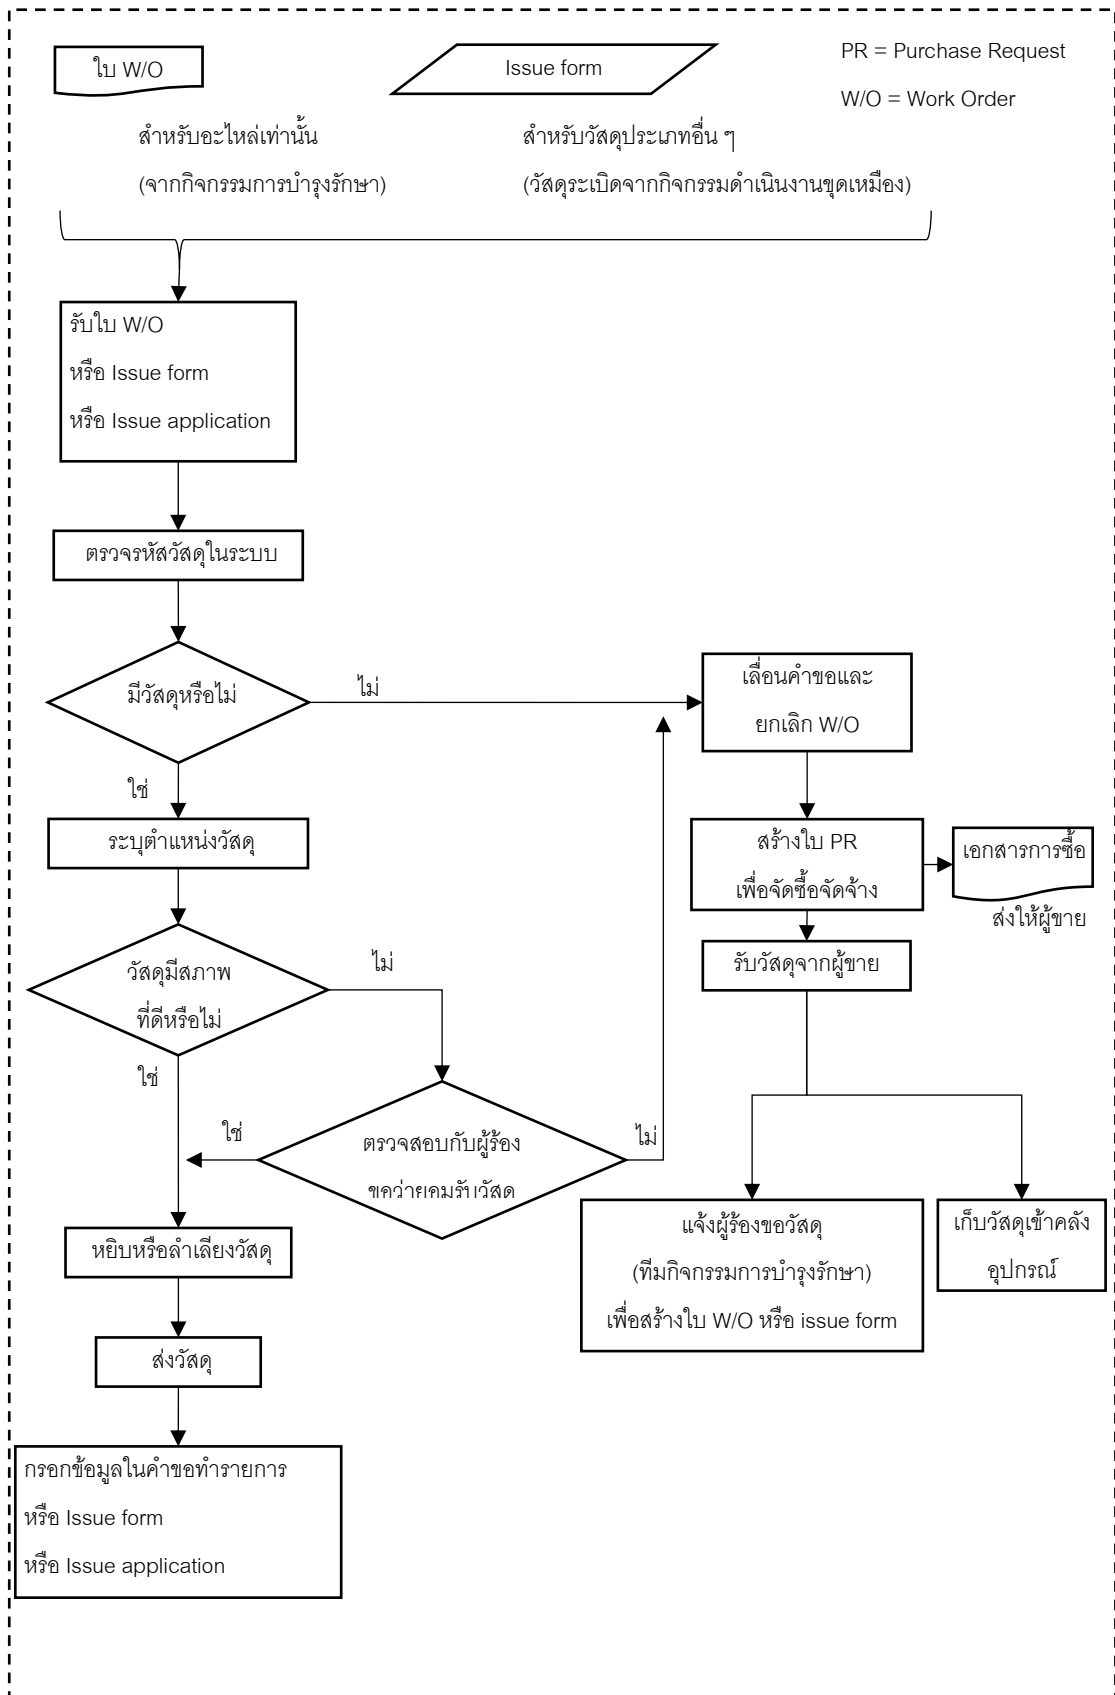 ใบ W/O
Issue form
PR = Purchase Request
W/O = Work Order
สำหรับอะไหล่เท่านั้น
(จากกิจกรรมการบำรุงรักษา)
สำหรับวัสดุประเภทอื่น ๆ
(วัสดุระเบิดจากกิจกรรมดำเนินงานขุดเหมือง)
รับใบ W/O
หรือ Issue form
หรือ Issue application
ตรวจรหัสวัสดุในระบบ
มีวัสดุหรือไม่
ไม่
เลื่อนคำขอและ
ยกเลิก W/O
ใช่
ระบุตำแหน่งวัสดุ
สร้างใบ PR
เพื่อจัดซื้อจัดจ้าง
เอกสารการซื้อ
ส่งให้ผู้ขาย
รับวัสดุจากผู้ขาย
วัสดุมีสภาพ
ที่ดีหรือไม่
ไม่
ใช่
ตรวจสอบกับผู้ร้อง
ขอว่ายอมรับวัสดุ
ใช่
ไม่
แจ้งผู้ร้องขอวัสดุ
(ทีมกิจกรรมการบำรุงรักษา)
เพื่อสร้างใบ W/O หรือ issue form
เก็บวัสดุเข้าคลัง
อุปกรณ์
หยิบหรือลำเลียงวัสดุ
ส่งวัสดุ
กรอกข้อมูลในคำขอทำรายการ
หรือ Issue form
หรือ Issue application